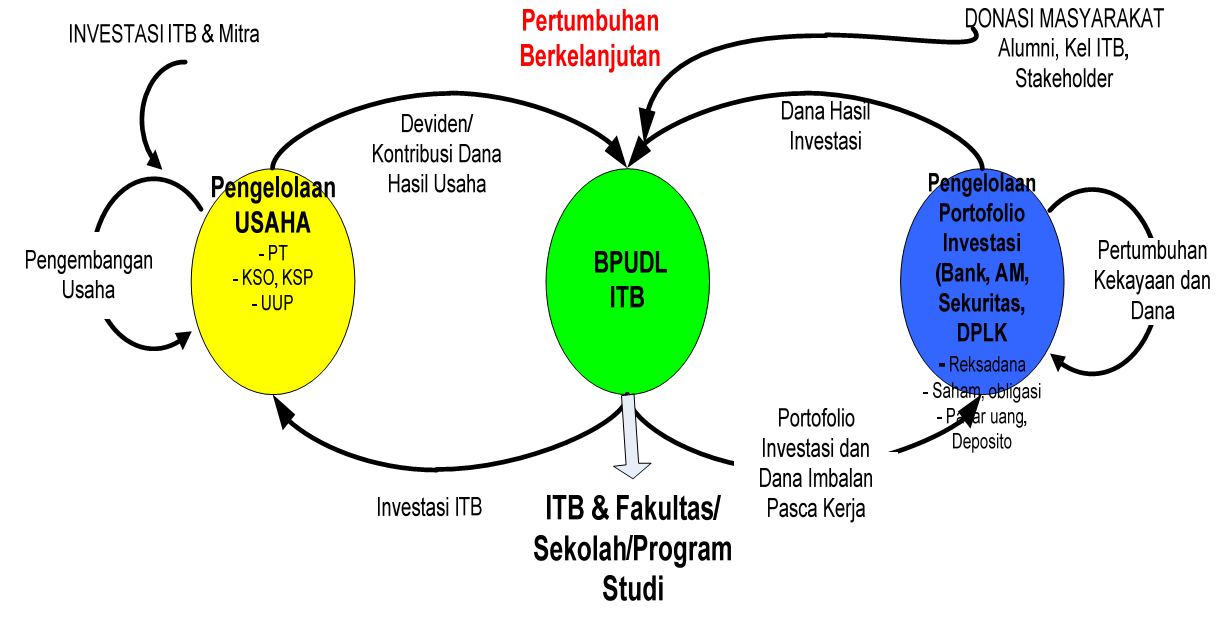 INVESTASI ITB & Mitra
Pertumbuhan
Berkelanjutan
DONASI MASYARAKAT
Alumni, Kel ITB,
Stakeholder
Deviden/
Kontribusi Dana
Hasil Usaha
Dana Hasil
Investasi
Pengelolaan
USAHA
- PT
- KSO, KSP
- UUP
Pengembangan
Usaha
BPUDL
ITB
Pengelolaan
Portofolio
Investasi
(Bank, AM,
Sekuritas,
DPLK
- Reksadana
- Saham, obligasi
- Pasar uang,
Deposito
Pertumbuhan
Kekayaan dan
Dana
Investasi ITB
Portofolio
Investasi dan
Dana Imbalan
Pasca Kerja
ITB & Fakultas/
Sekolah/Program
Studi